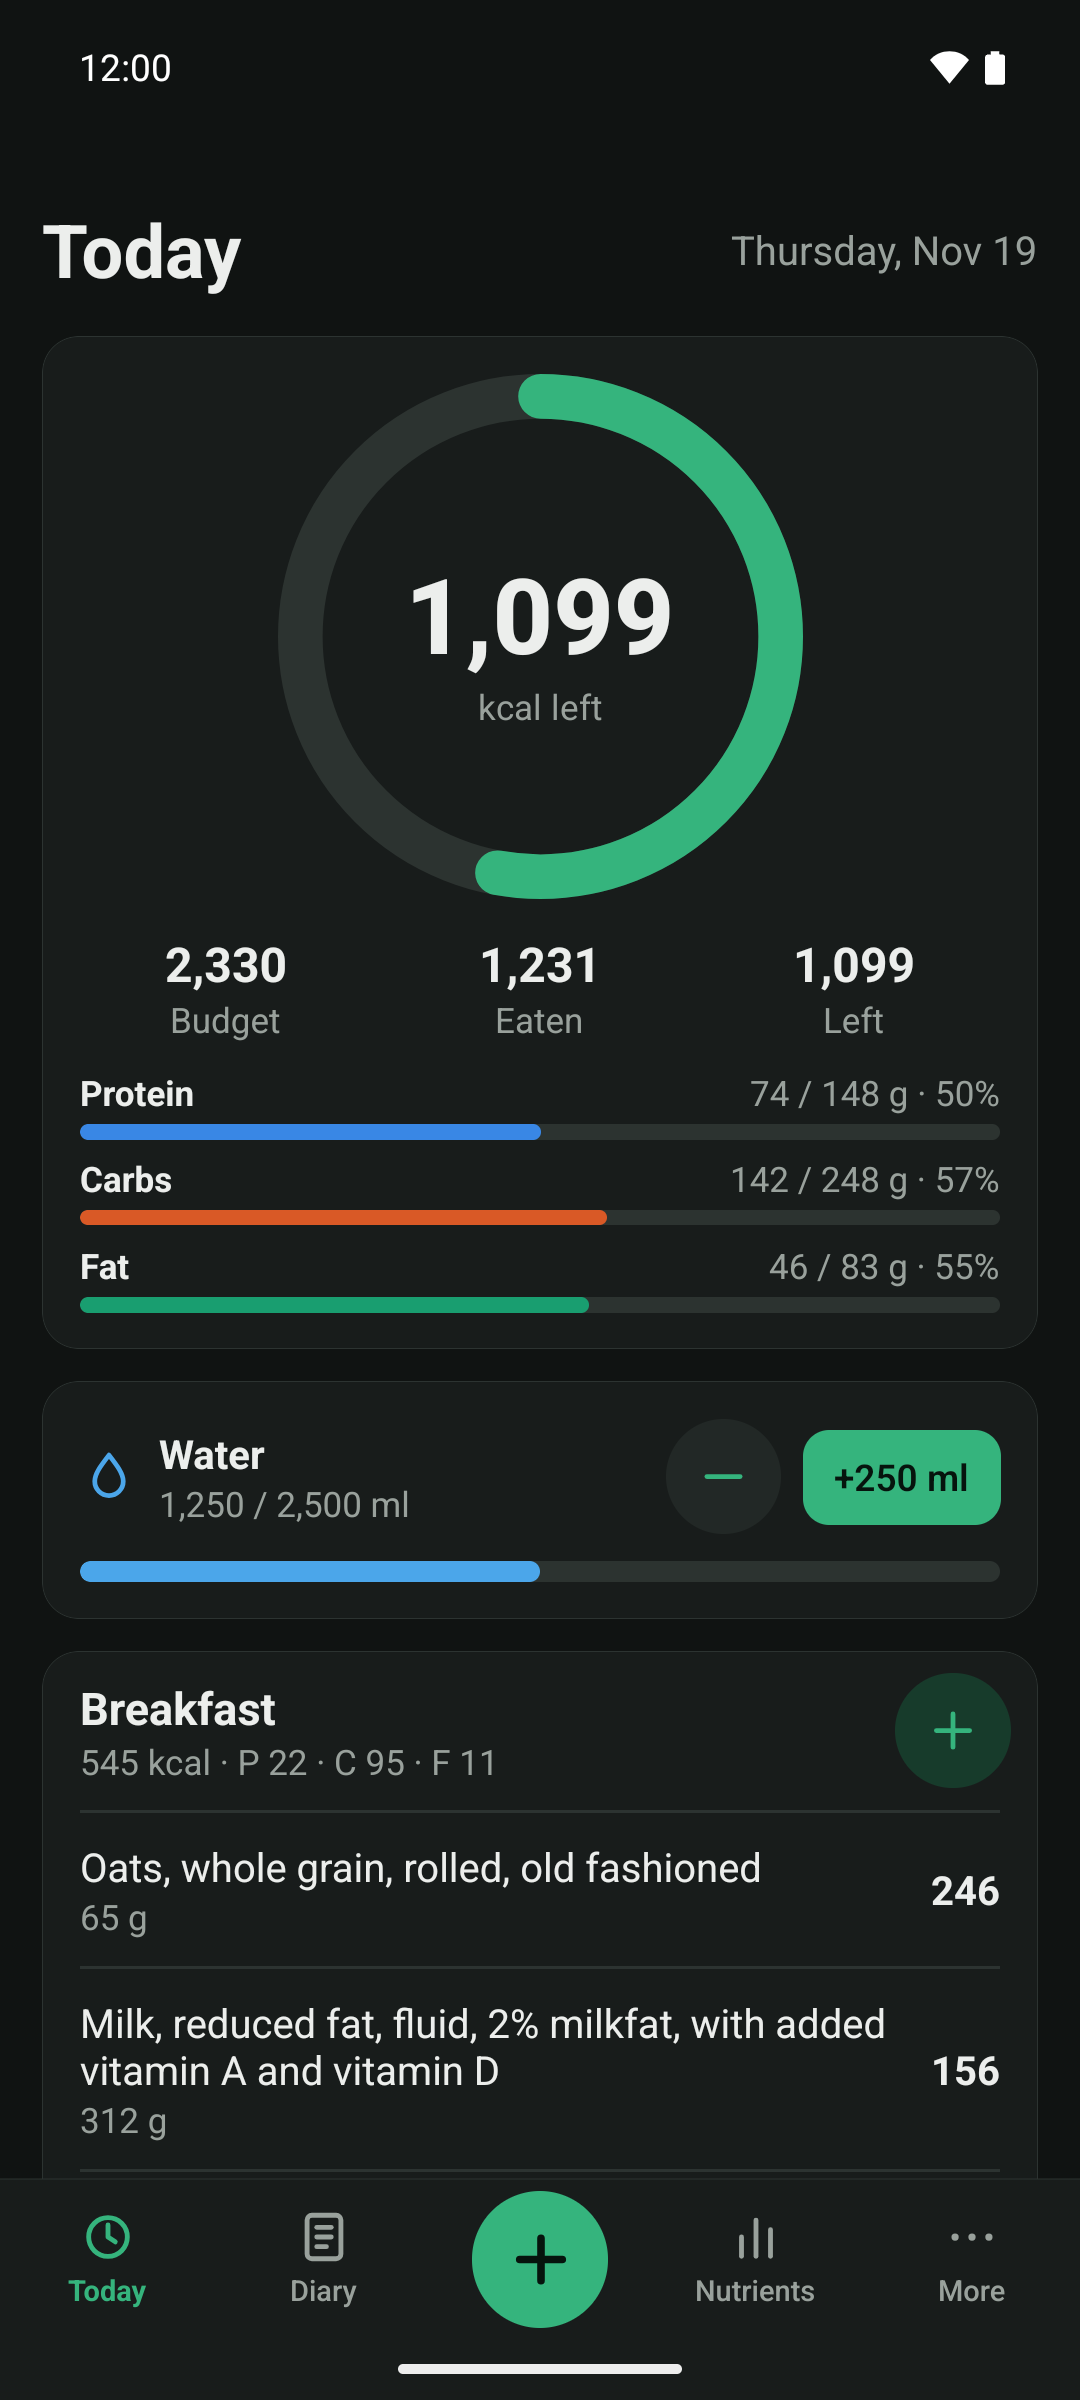 12:00
Today
Thursday, Nov 19
1,099
kcal left
2,330
Budget
1,231
Eaten
1,099
Left
Protein
74 / 148 g · 50%
Carbs
142 / 248 g · 57%
Fat
46 / 83 g · 55%
Water
1,250 / 2,500 ml
+250 ml
Breakfast
545 kcal · P 22 · C 95 · F 11
Oats, whole grain, rolled, old fashioned
65 g
246
Milk, reduced fat, fluid, 2% milkfat, with added
vitamin A and vitamin D
312 g
156
Today
Diary
Nutrients
More